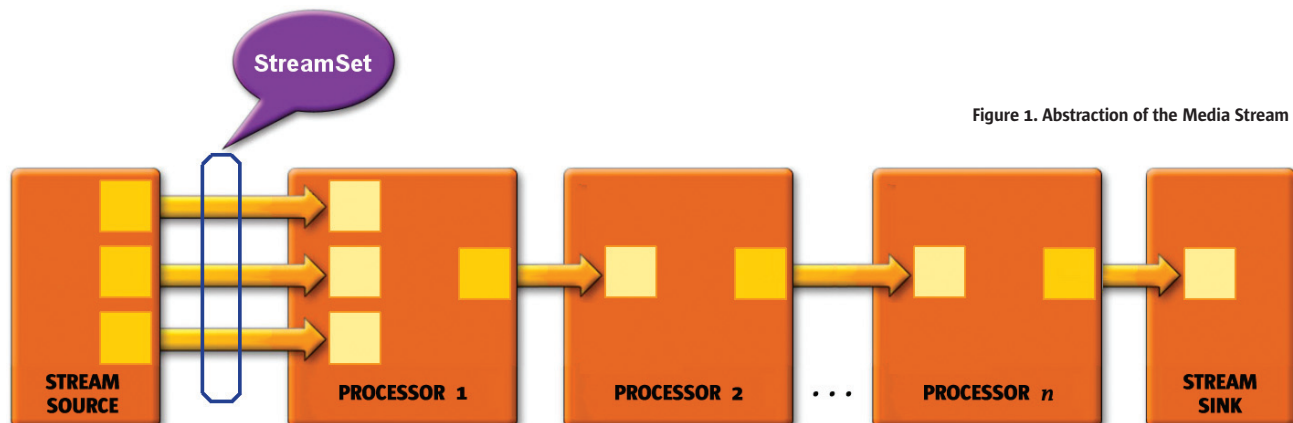 StreamSet
Figure 1. Abstraction of the Media Stream
STREAM
SOURCE
PROCESSOR 1
PROCESSOR 2
...
PROCESSOR n
STREAM
SINK